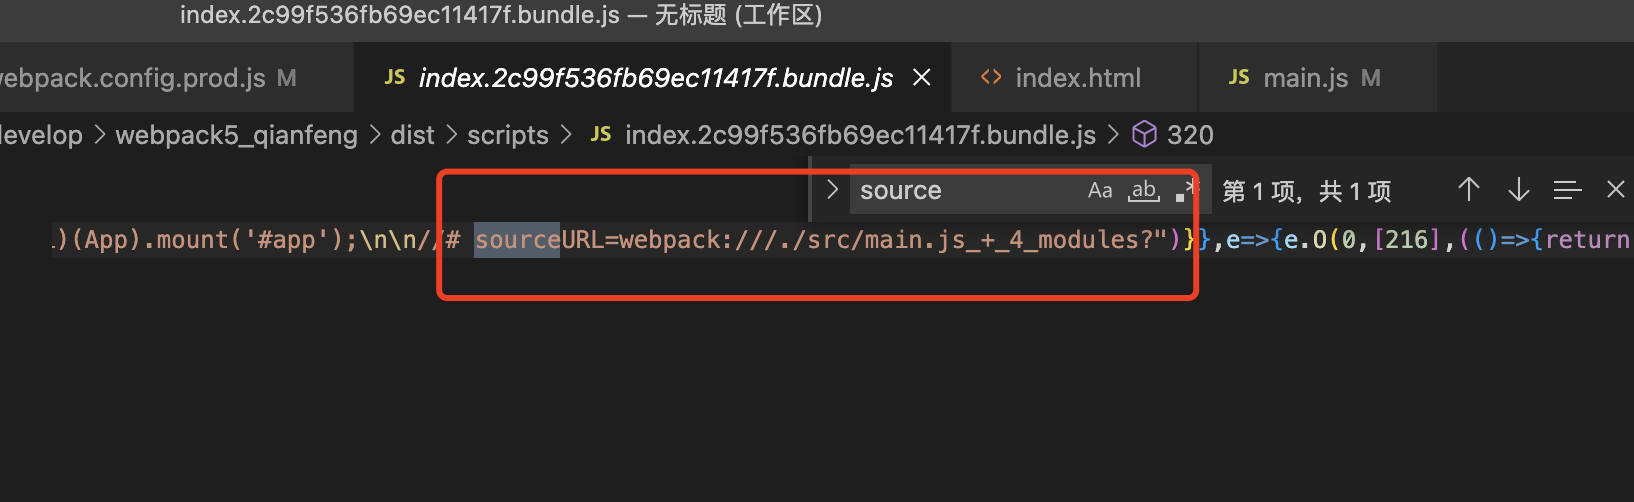 index.2c99f536fb69ec11417f.bundle.js — 无标题 (工作区)
webpack.config.prod.js M JS index.2c99f536fb69ec11417f.bundle.js × <> index.html JS main.js M
develop > webpack5_qianfeng > dist > scripts > JS index.2c99f536fb69ec11417f.bundle.js > 320
source Aa ab .* 第 1 项，共 1 项
)(App).mount('#app');\n\n//# sourceURL=webpack:///./src/main.js_+_4_modules?")}},e=>{e.O(0,[216],(()=>{return